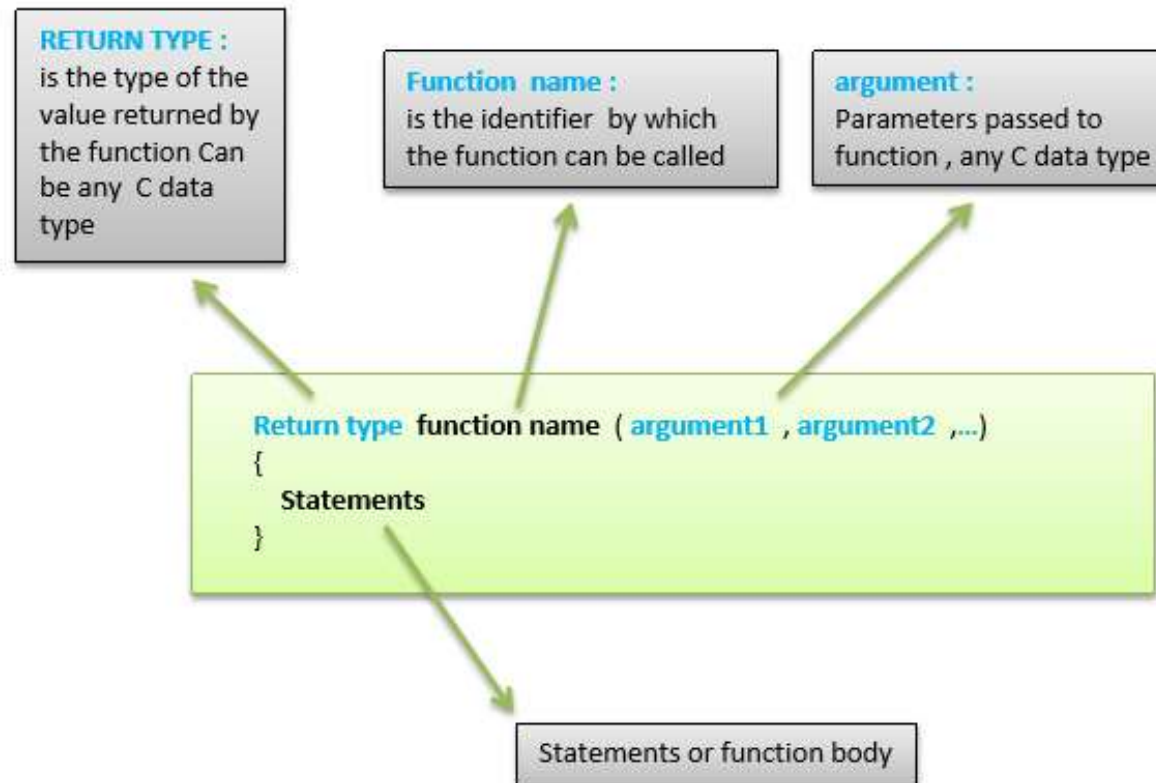 RETURN TYPE :
is the type of the
value returned by
the function Can
be any C data
type
Function name :
is the identifier by which
the function can be called
argument :
Parameters passed to
function , any C data type
Return type function name ( argument1 , argument2 ,...)
{
Statements
}
Statements or function body